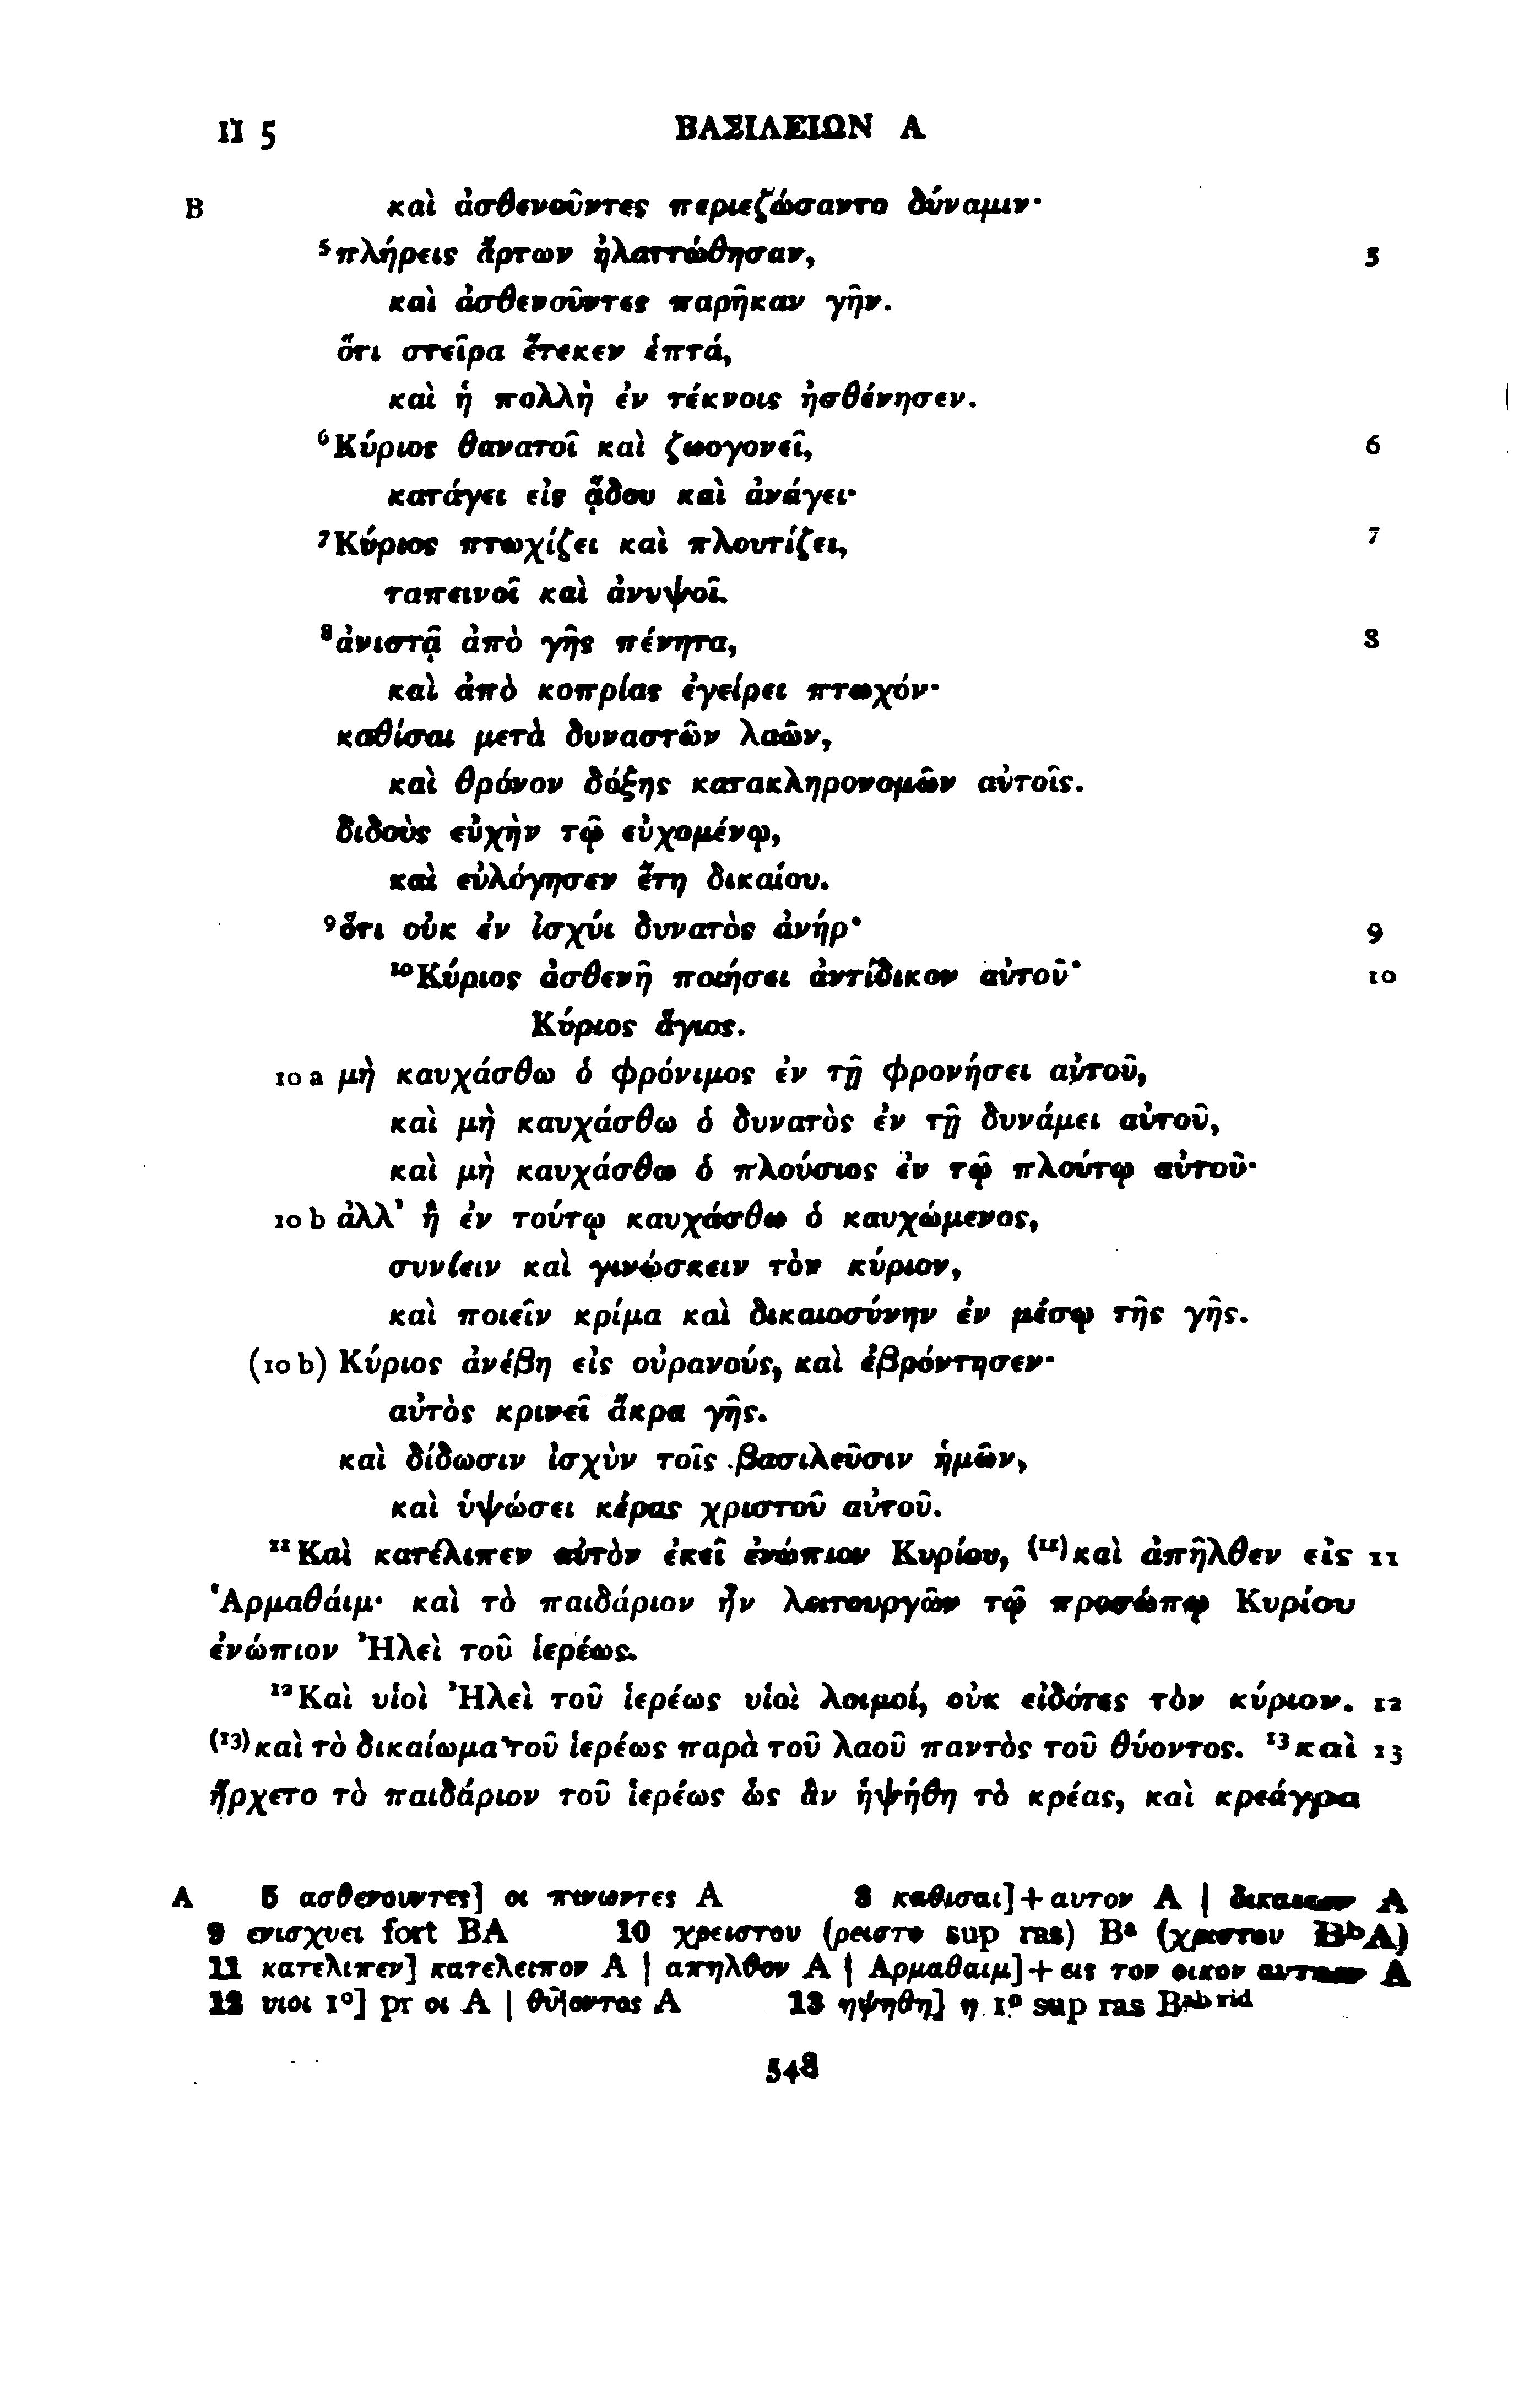 II 5 ΒΑΣΙΛΕΙΩΝ Α
B καὶ ἀσθενοῦντες περιεζώσαντο δύναμιν·
⁵πλήρεις ἄρτων ἠλαττώθησαν, 5
καὶ ἀσθενοῦντες παρῆκαν γῆν.
ὅτι στεῖρα ἔτεκεν ἑπτά,
καὶ ἡ πολλὴ ἐν τέκνοις ἠσθένησεν.
⁶Κύριος θανατοῖ καὶ ζωογονεῖ, 6
κατάγει εἰς ᾅδου καὶ ἀνάγει·
⁷Κύριος πτωχίζει καὶ πλουτίζει, 7
ταπεινοῖ καὶ ἀνυψοῖ.
⁸ἀνιστᾷ ἀπὸ γῆς πένητα, 8
καὶ ἀπὸ κοπρίας ἐγείρει πτωχόν·
καθίσαι μετὰ δυναστῶν λαῶν,
καὶ θρόνον δόξης κατακληρονομῶν αὐτοῖς.
διδοὺς εὐχὴν τῷ εὐχομένῳ,
καὶ εὐλόγησεν ἔτη δικαίου.
⁹ὅτι οὐκ ἐν ἰσχύι δυνατὸς ἀνήρ· 9
¹⁰Κύριος ἀσθενῆ ποιήσει ἀντίδικον αὐτοῦ· 10
Κύριος ἅγιος.
10 a μὴ καυχάσθω ὁ φρόνιμος ἐν τῇ φρονήσει αὐτοῦ,
καὶ μὴ καυχάσθω ὁ δυνατὸς ἐν τῇ δυνάμει αὐτοῦ,
καὶ μὴ καυχάσθω ὁ πλούσιος ἐν τῷ πλούτῳ αὐτοῦ·
10 b ἀλλ᾽ ἢ ἐν τούτῳ καυχάσθω ὁ καυχώμενος,
συνίειν καὶ γινώσκειν τὸν κύριον,
καὶ ποιεῖν κρίμα καὶ δικαιοσύνην ἐν μέσῳ τῆς γῆς.
(10 b) Κύριος ἀνέβη εἰς οὐρανούς, καὶ ἐβρόντησεν·
αὐτὸς κρινεῖ ἄκρα γῆς.
καὶ δίδωσιν ἰσχὺν τοῖς βασιλεῦσιν ἡμῶν,
καὶ ὑψώσει κέρας χριστοῦ αὐτοῦ.
¹¹Καὶ κατέλιπεν αὐτὸν ἐκεῖ ἐνώπιον Κυρίου, (¹¹)καὶ ἀπῆλθεν εἰς 11
Ἁρμαθάιμ· καὶ τὸ παιδάριον ἦν λειτουργῶν τῷ προσώπῳ Κυρίου
ἐνώπιον Ἠλεὶ τοῦ ἱερέως.
¹²Καὶ υἱοὶ Ἠλεὶ τοῦ ἱερέως υἱοὶ λοιμοί, οὐκ εἰδότες τὸν κύριον. 12
(¹³)καὶ τὸ δικαίωμα τοῦ ἱερέως παρὰ τοῦ λαοῦ παντὸς τοῦ θύοντος. ¹³καὶ 13
ἤρχετο τὸ παιδάριον τοῦ ἱερέως ὡς ἂν ἡψήθη τὸ κρέας, καὶ κρεάγρα
A 5 ασθενουντες] οι πινωντες A 8 καθισαι]+αυτον A | δικαιων A
9 ενισχυει fort BA 10 χρειστου (ρειστο sup ras) Bᵃ (χριστου BᵇA)
11 κατελιπεν] κατελειπον A | απηλθον A | Αρμαθαιμ]+εις τον οικον αυτων A
12 υιοι 1°] pr οι A | A 13 ηψηθη] η 1° sup ras Bᵃᵇ ᵛⁱᵈ
548